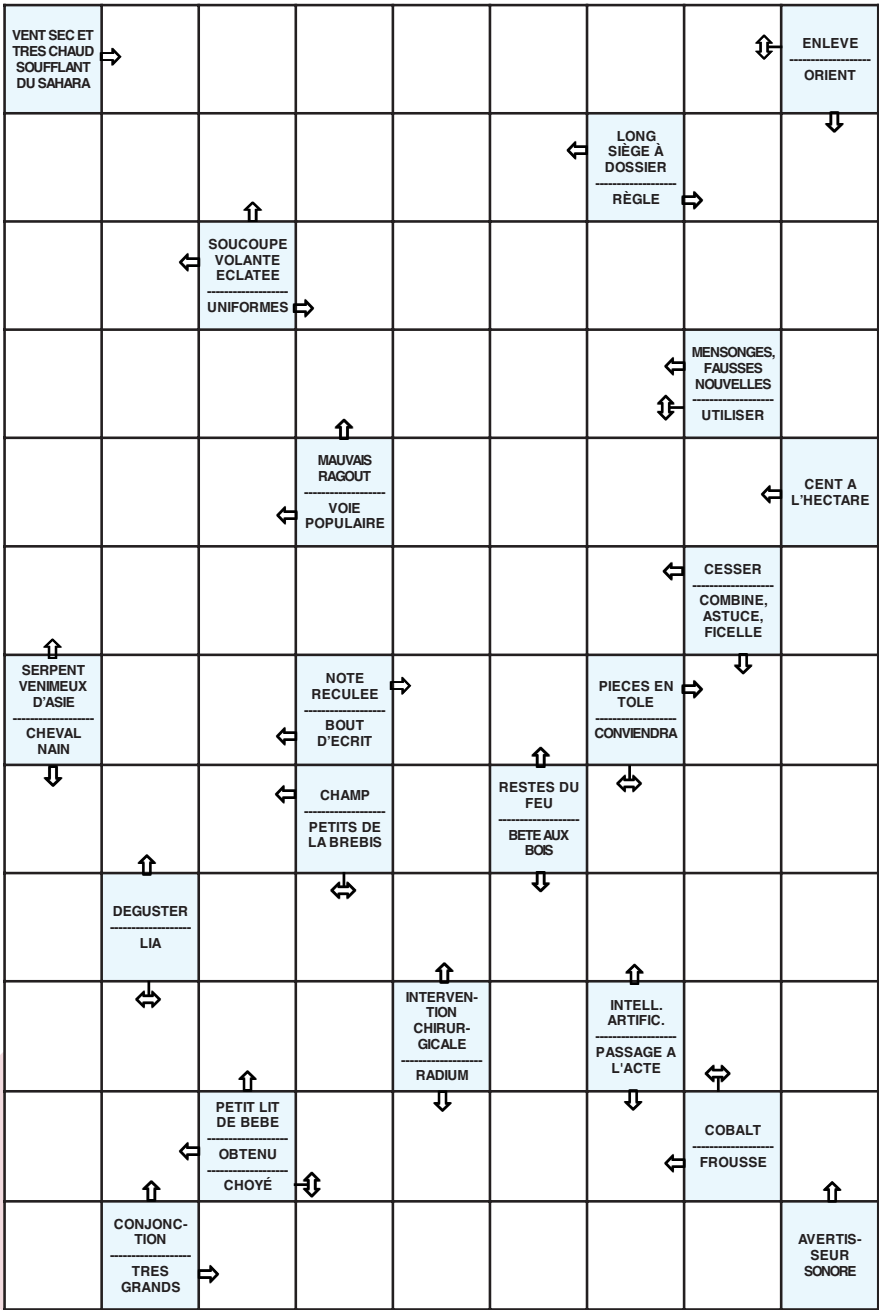 VENT SEC ET
TRES CHAUD
SOUFFLANT
DU SAHARA
ENLEVE
ORIENT
LONG
SIÈGE À
DOSSIER
RÈGLE
SOUCOUPE
VOLANTE
ECLATEE
UNIFORMES
MENSONGES,
FAUSSES
NOUVELLES
UTILISER
MAUVAIS
RAGOUT
VOIE
POPULAIRE
CENT A
L'HECTARE
CESSER
COMBINE,
ASTUCE,
FICELLE
SERPENT
VENIMEUX
D'ASIE
CHEVAL
NAIN
NOTE
RECULEE
BOUT
D'ECRIT
PIECES EN
TOLE
CONVIENDRA
CHAMP
PETITS DE
LA BREBIS
RESTES DU
FEU
BETE AUX
BOIS
DEGUSTER
LIA
INTERVEN-
TION
CHIRUR-
GICALE
RADIUM
INTELL.
ARTIFIC.
PASSAGE A
L'ACTE
PETIT LIT
DE BEBE
OBTENU
CHOYÉ
COBALT
FROUSSE
CONJONC-
TION
TRES
GRANDS
AVERTIS-
SEUR
SONORE